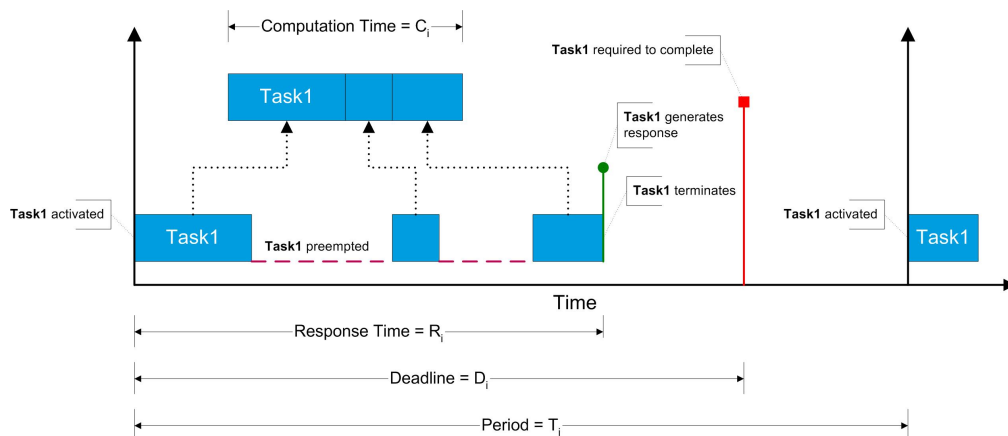 Computation Time = Ci
Task1 required to complete
Task1
Task1 generates
response
Task1 activated
Task1
Task1 preempted
Task1 terminates
Task1 activated
Task1
Time
Response Time = Ri
Deadline = Di
Period = Ti